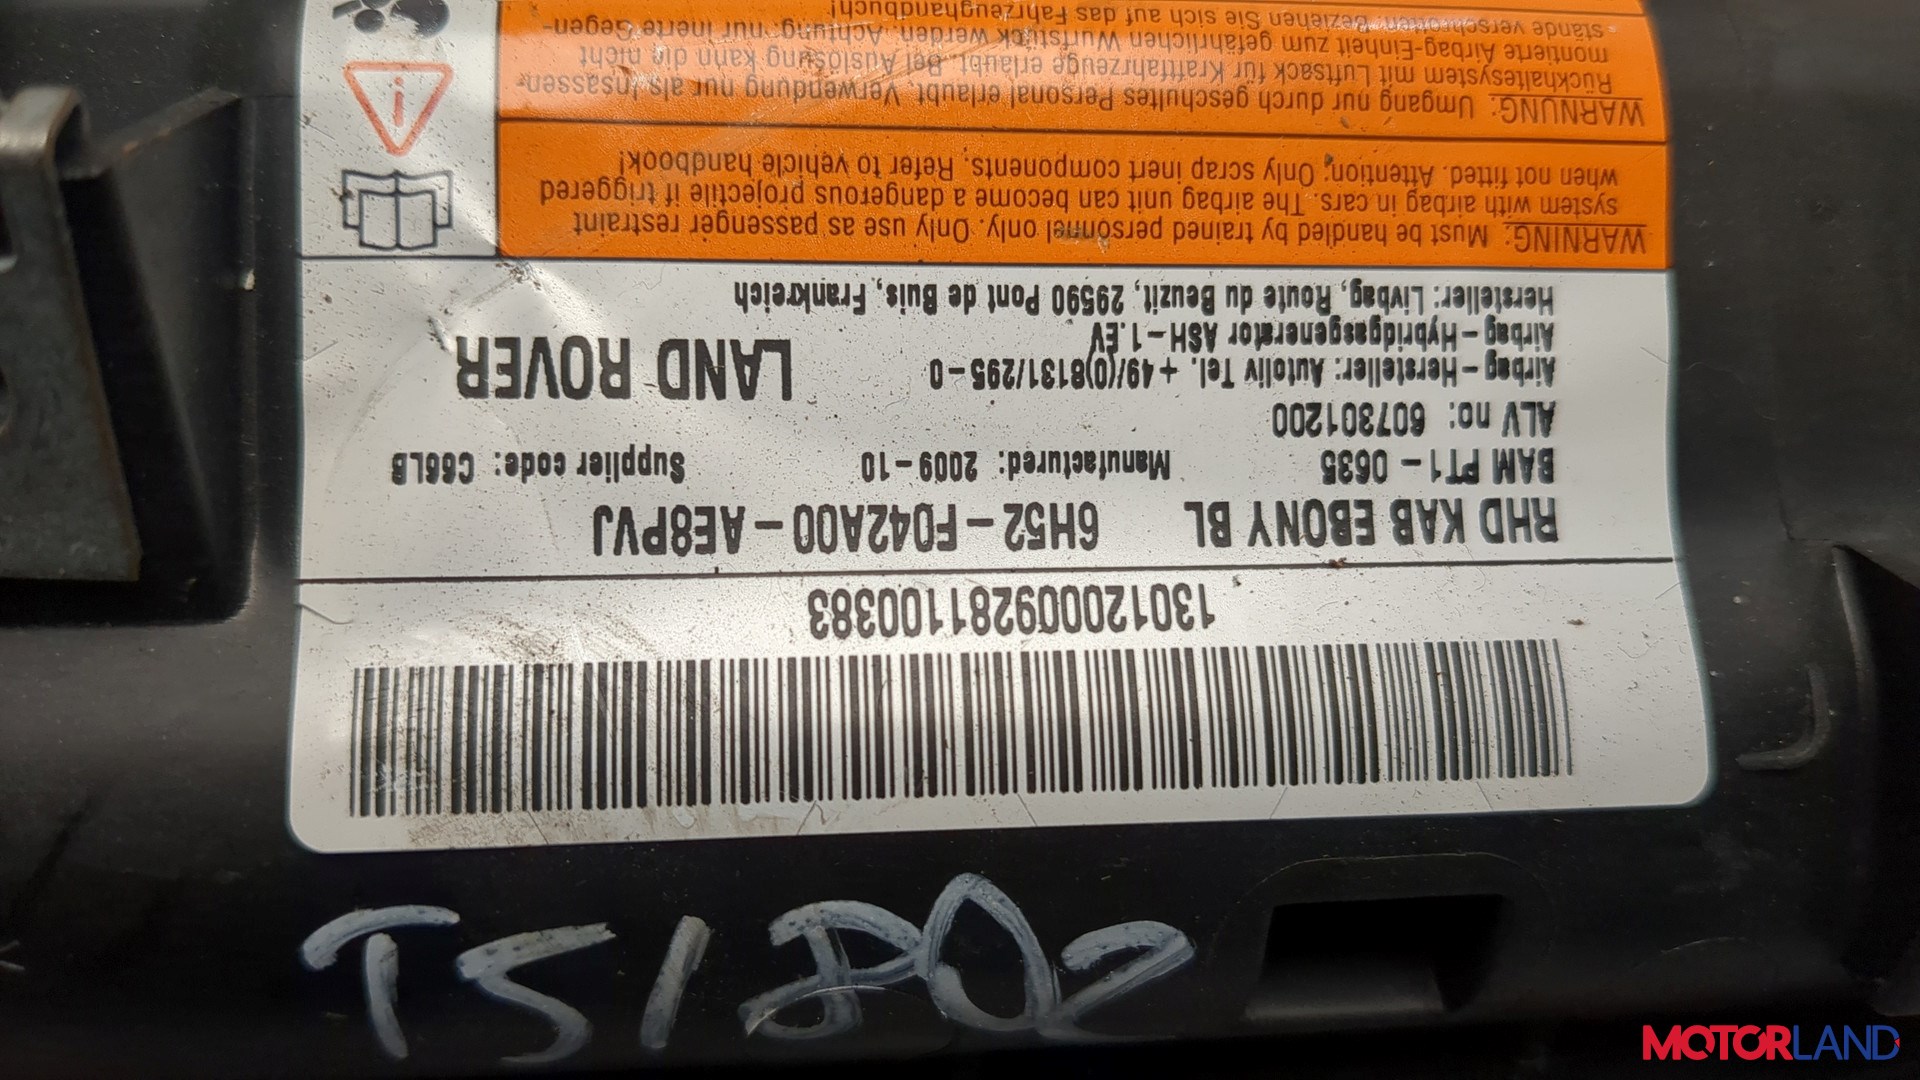 130120009281100383
RHD KAB EBONY BL 6H52-F042A00-AE8PVJ
BAM PT1- 0635 Manufactured: 2009-10 Supplier code: C66LB
ALV no: 607301200
Airbag-Hersteller: Autoliv Tel. +49/(0)8131/295-0
LAND ROVER
Airbag-Hybridgasgenerator ASH-1.EV
Hersteller: Livbag, Route du Beuzit, 29590 Pont de Buis, Frankreich
WARNING: Must be handled by trained personnel only. Only use as passenger restraint
system with airbag in cars. The airbag unit can become a dangerous projectile if triggered
when not fitted. Attention: Only scrap inert components. Refer to vehicle handbook!
WARNUNG: Umgang nur durch geschultes Personal erlaubt. Verwendung nur als Insassen-
Rückhaltesystem mit Luftsack für Kraftfahrzeuge erlaubt. Bei Auslösung kann die nicht
montierte Airbag-Einheit zum gefährlichen Wurfstück werden. Achtung: nur inerte Gegen-
stände verschrotten. Beziehen Sie sich auf das Fahrzeughandbuch!
T51802
MOTORLAND